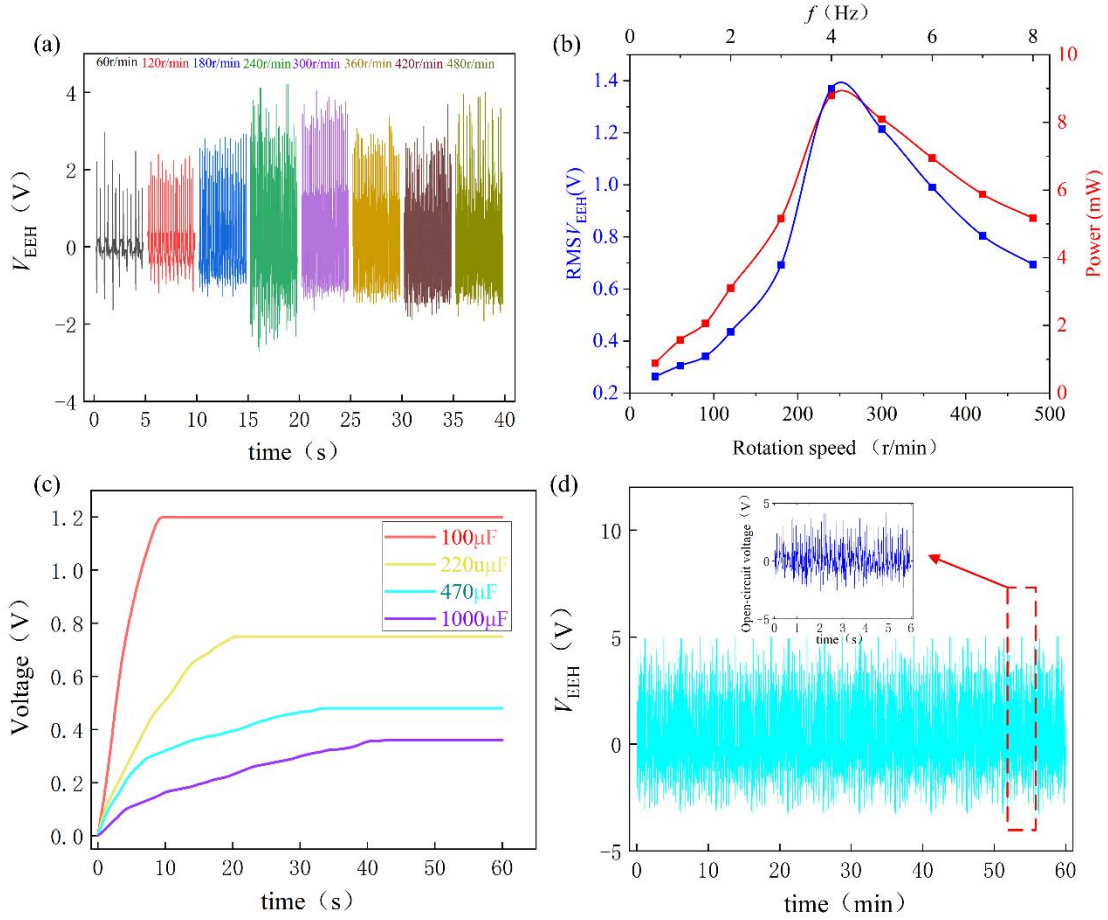 (a)
60r/min 120r/min 180r/min 240r/min 300r/min 360r/min 420r/min 480r/min
V_EEH（V）
4
2
0
−2
−4
0 5 10 15 20 25 30 35 40
time（s）
(b)
f（Hz）
0 2 4 6 8
RMSV_EEH(V)
1.4
1.2
1.0
0.8
0.6
0.4
0.2
Power (mW)
10
8
6
4
2
0
0 100 200 300 400 500
Rotation speed （r/min）
(c)
Voltage（V）
1.2
1.0
0.8
0.6
0.4
0.2
0.0
100μF
220uμF
470μF
1000μF
0 10 20 30 40 50 60
time（s）
(d)
V_EEH（V）
10
5
0
−5
Open-circuit voltage（V）
5
0
−5
0 1 2 3 4 5 6
time（s）
0 10 20 30 40 50 60
time（min）